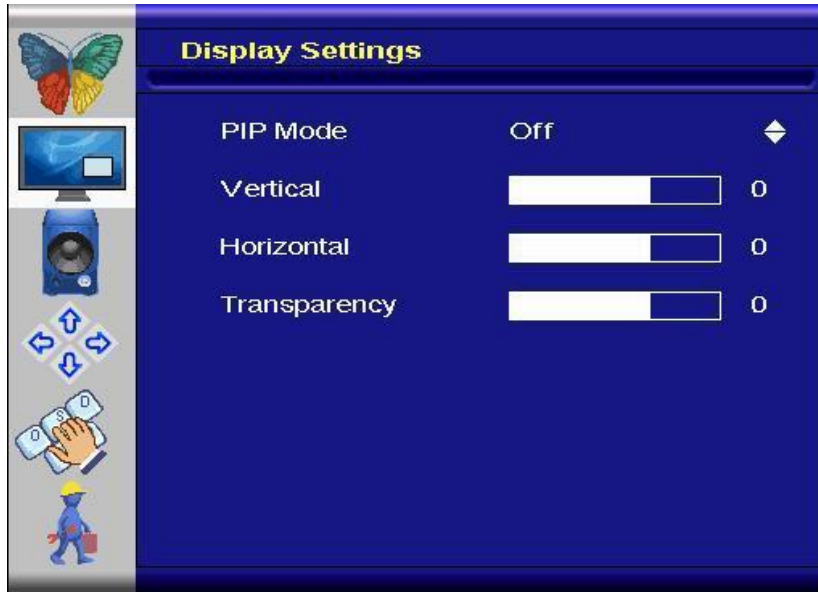 Display Settings
PIP Mode Off
Vertical 0
Horizontal 0
Transparency 0
O S D